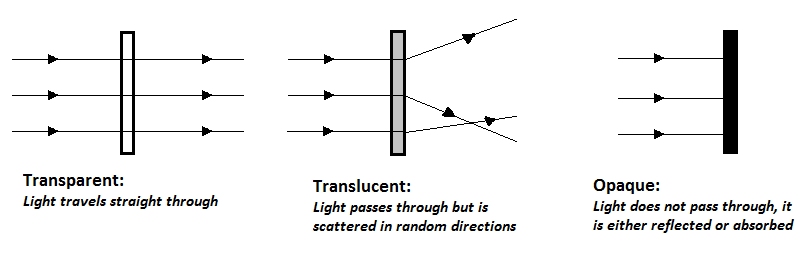 Transparent:
Light travels straight through
Translucent:
Light passes through but is
scattered in random directions
Opaque:
Light does not pass through, it
is either reflected or absorbed